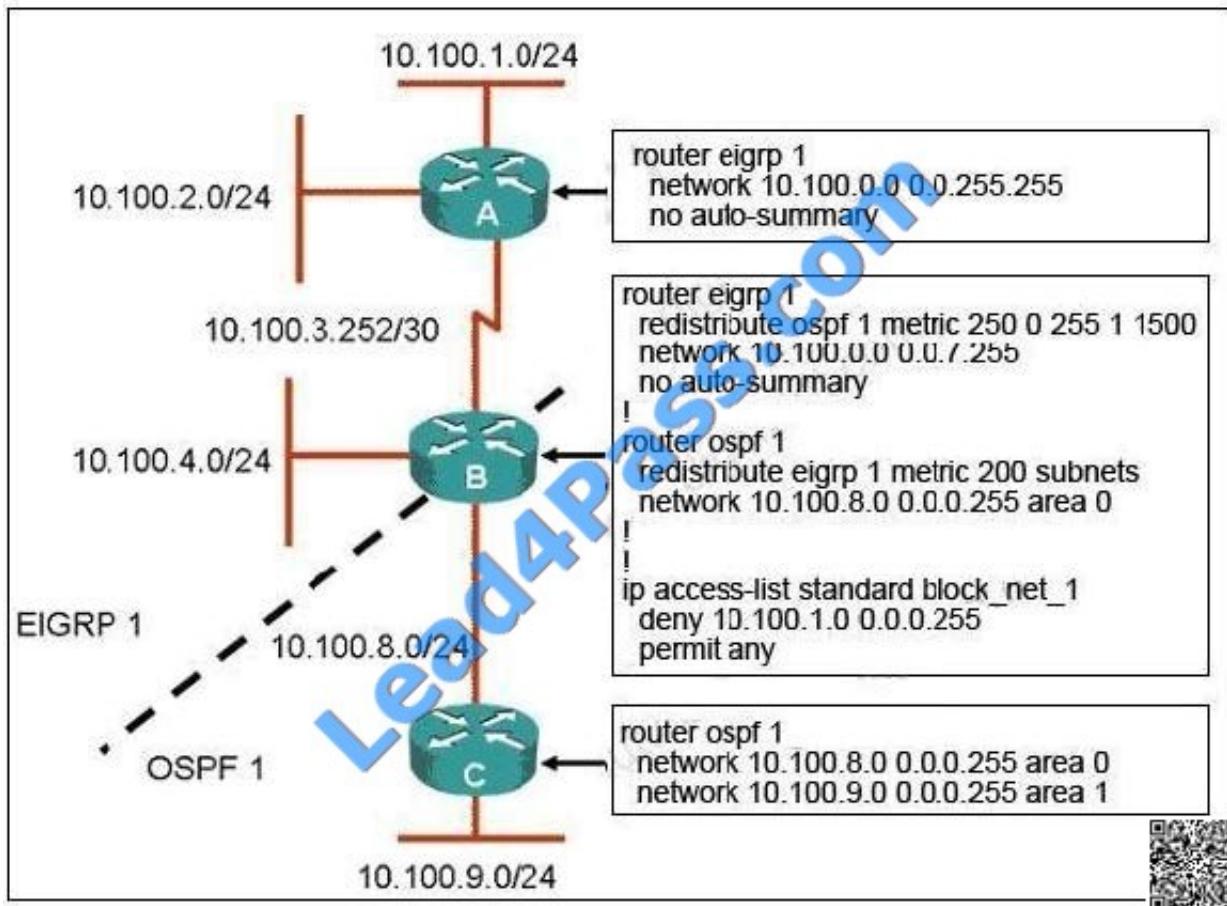 10.100.1.0/24
10.100.2.0/24
A
router eigrp 1
network 10.100.0.0 0.0.255.255
no auto-summary
10.100.3.252/30
router eigrp 1
redistribute ospf 1 metric 250 0 255 1 1500
network 10.100.0.0 0.0.7.255
no auto-summary
!
router ospf 1
redistribute eigrp 1 metric 200 subnets
network 10.100.8.0 0.0.0.255 area 0
!
!
ip access-list standard block_net_1
deny 10.100.1.0 0.0.0.255
permit any
10.100.4.0/24
B
EIGRP 1
10.100.8.0/24
OSPF 1
C
router ospf 1
network 10.100.8.0 0.0.0.255 area 0
network 10.100.9.0 0.0.0.255 area 1
10.100.9.0/24
Lead4Pass.com